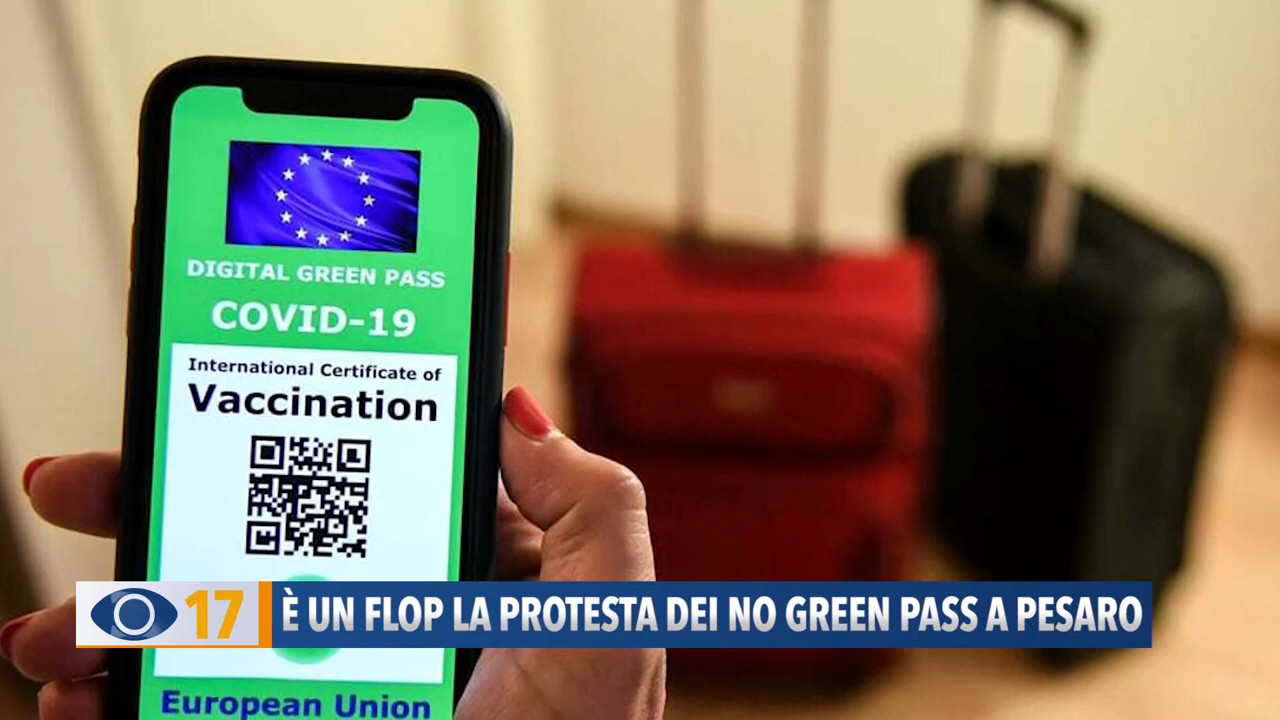 DIGITAL GREEN PASS
COVID-19
International Certificate of
Vaccination
17 È UN FLOP LA PROTESTA DEI NO GREEN PASS A PESARO
European Union